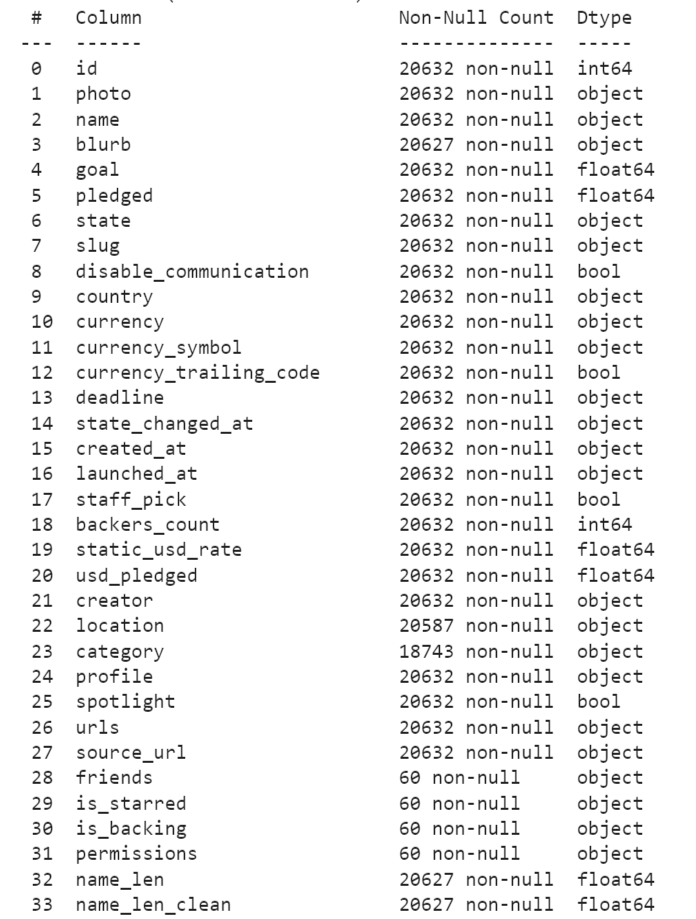 #   Column                       Non-Null Count  Dtype
---  ------                       --------------  -----
0   id                           20632 non-null  int64
1   photo                        20632 non-null  object
2   name                         20632 non-null  object
3   blurb                        20627 non-null  object
4   goal                         20632 non-null  float64
5   pledged                      20632 non-null  float64
6   state                        20632 non-null  object
7   slug                         20632 non-null  object
8   disable_communication        20632 non-null  bool
9   country                      20632 non-null  object
10  currency                     20632 non-null  object
11  currency_symbol              20632 non-null  object
12  currency_trailing_code       20632 non-null  bool
13  deadline                     20632 non-null  object
14  state_changed_at             20632 non-null  object
15  created_at                   20632 non-null  object
16  launched_at                  20632 non-null  object
17  staff_pick                   20632 non-null  bool
18  backers_count                20632 non-null  int64
19  static_usd_rate              20632 non-null  float64
20  usd_pledged                  20632 non-null  float64
21  creator                      20632 non-null  object
22  location                     20587 non-null  object
23  category                     18743 non-null  object
24  profile                      20632 non-null  object
25  spotlight                    20632 non-null  bool
26  urls                         20632 non-null  object
27  source_url                   20632 non-null  object
28  friends                      60 non-null     object
29  is_starred                   60 non-null     object
30  is_backing                   60 non-null     object
31  permissions                  60 non-null     object
32  name_len                     20627 non-null  float64
33  name_len_clean               20627 non-null  float64